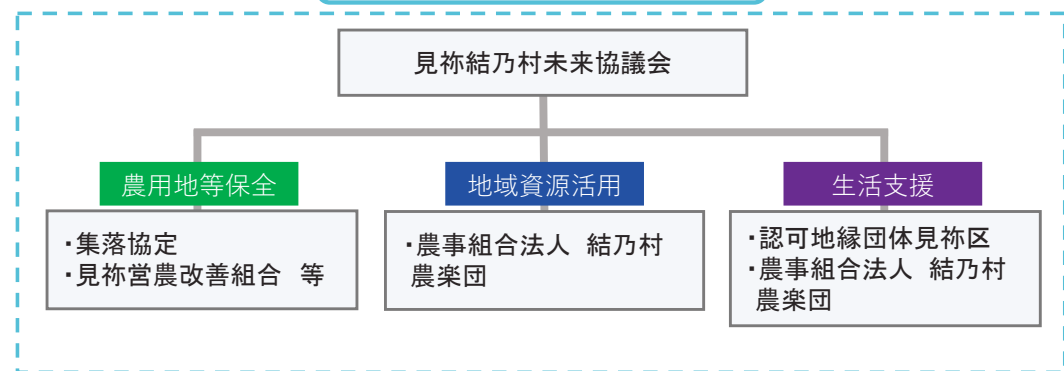 見祢結乃村未来協議会
農用地等保全
・集落協定
・見祢営農改善組合 等
地域資源活用
・農事組合法人 結乃村
農楽団
生活支援
・認可地縁団体見祢区
・農事組合法人 結乃村
農楽団